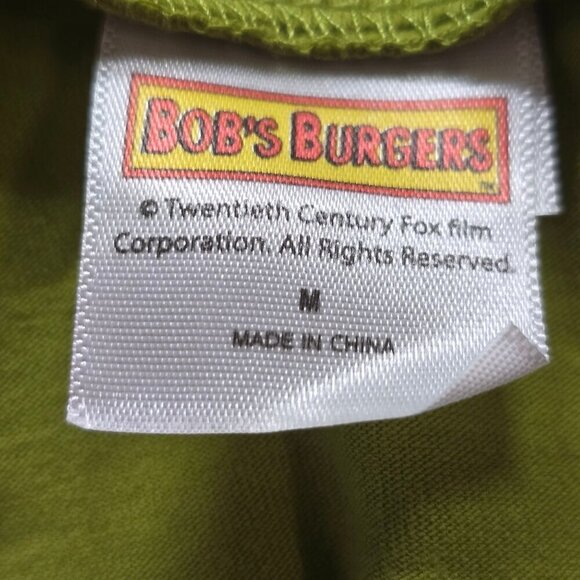 BOB'S BURGERS
™
© Twentieth Century Fox film
Corporation. All Rights Reserved.
M
MADE IN CHINA